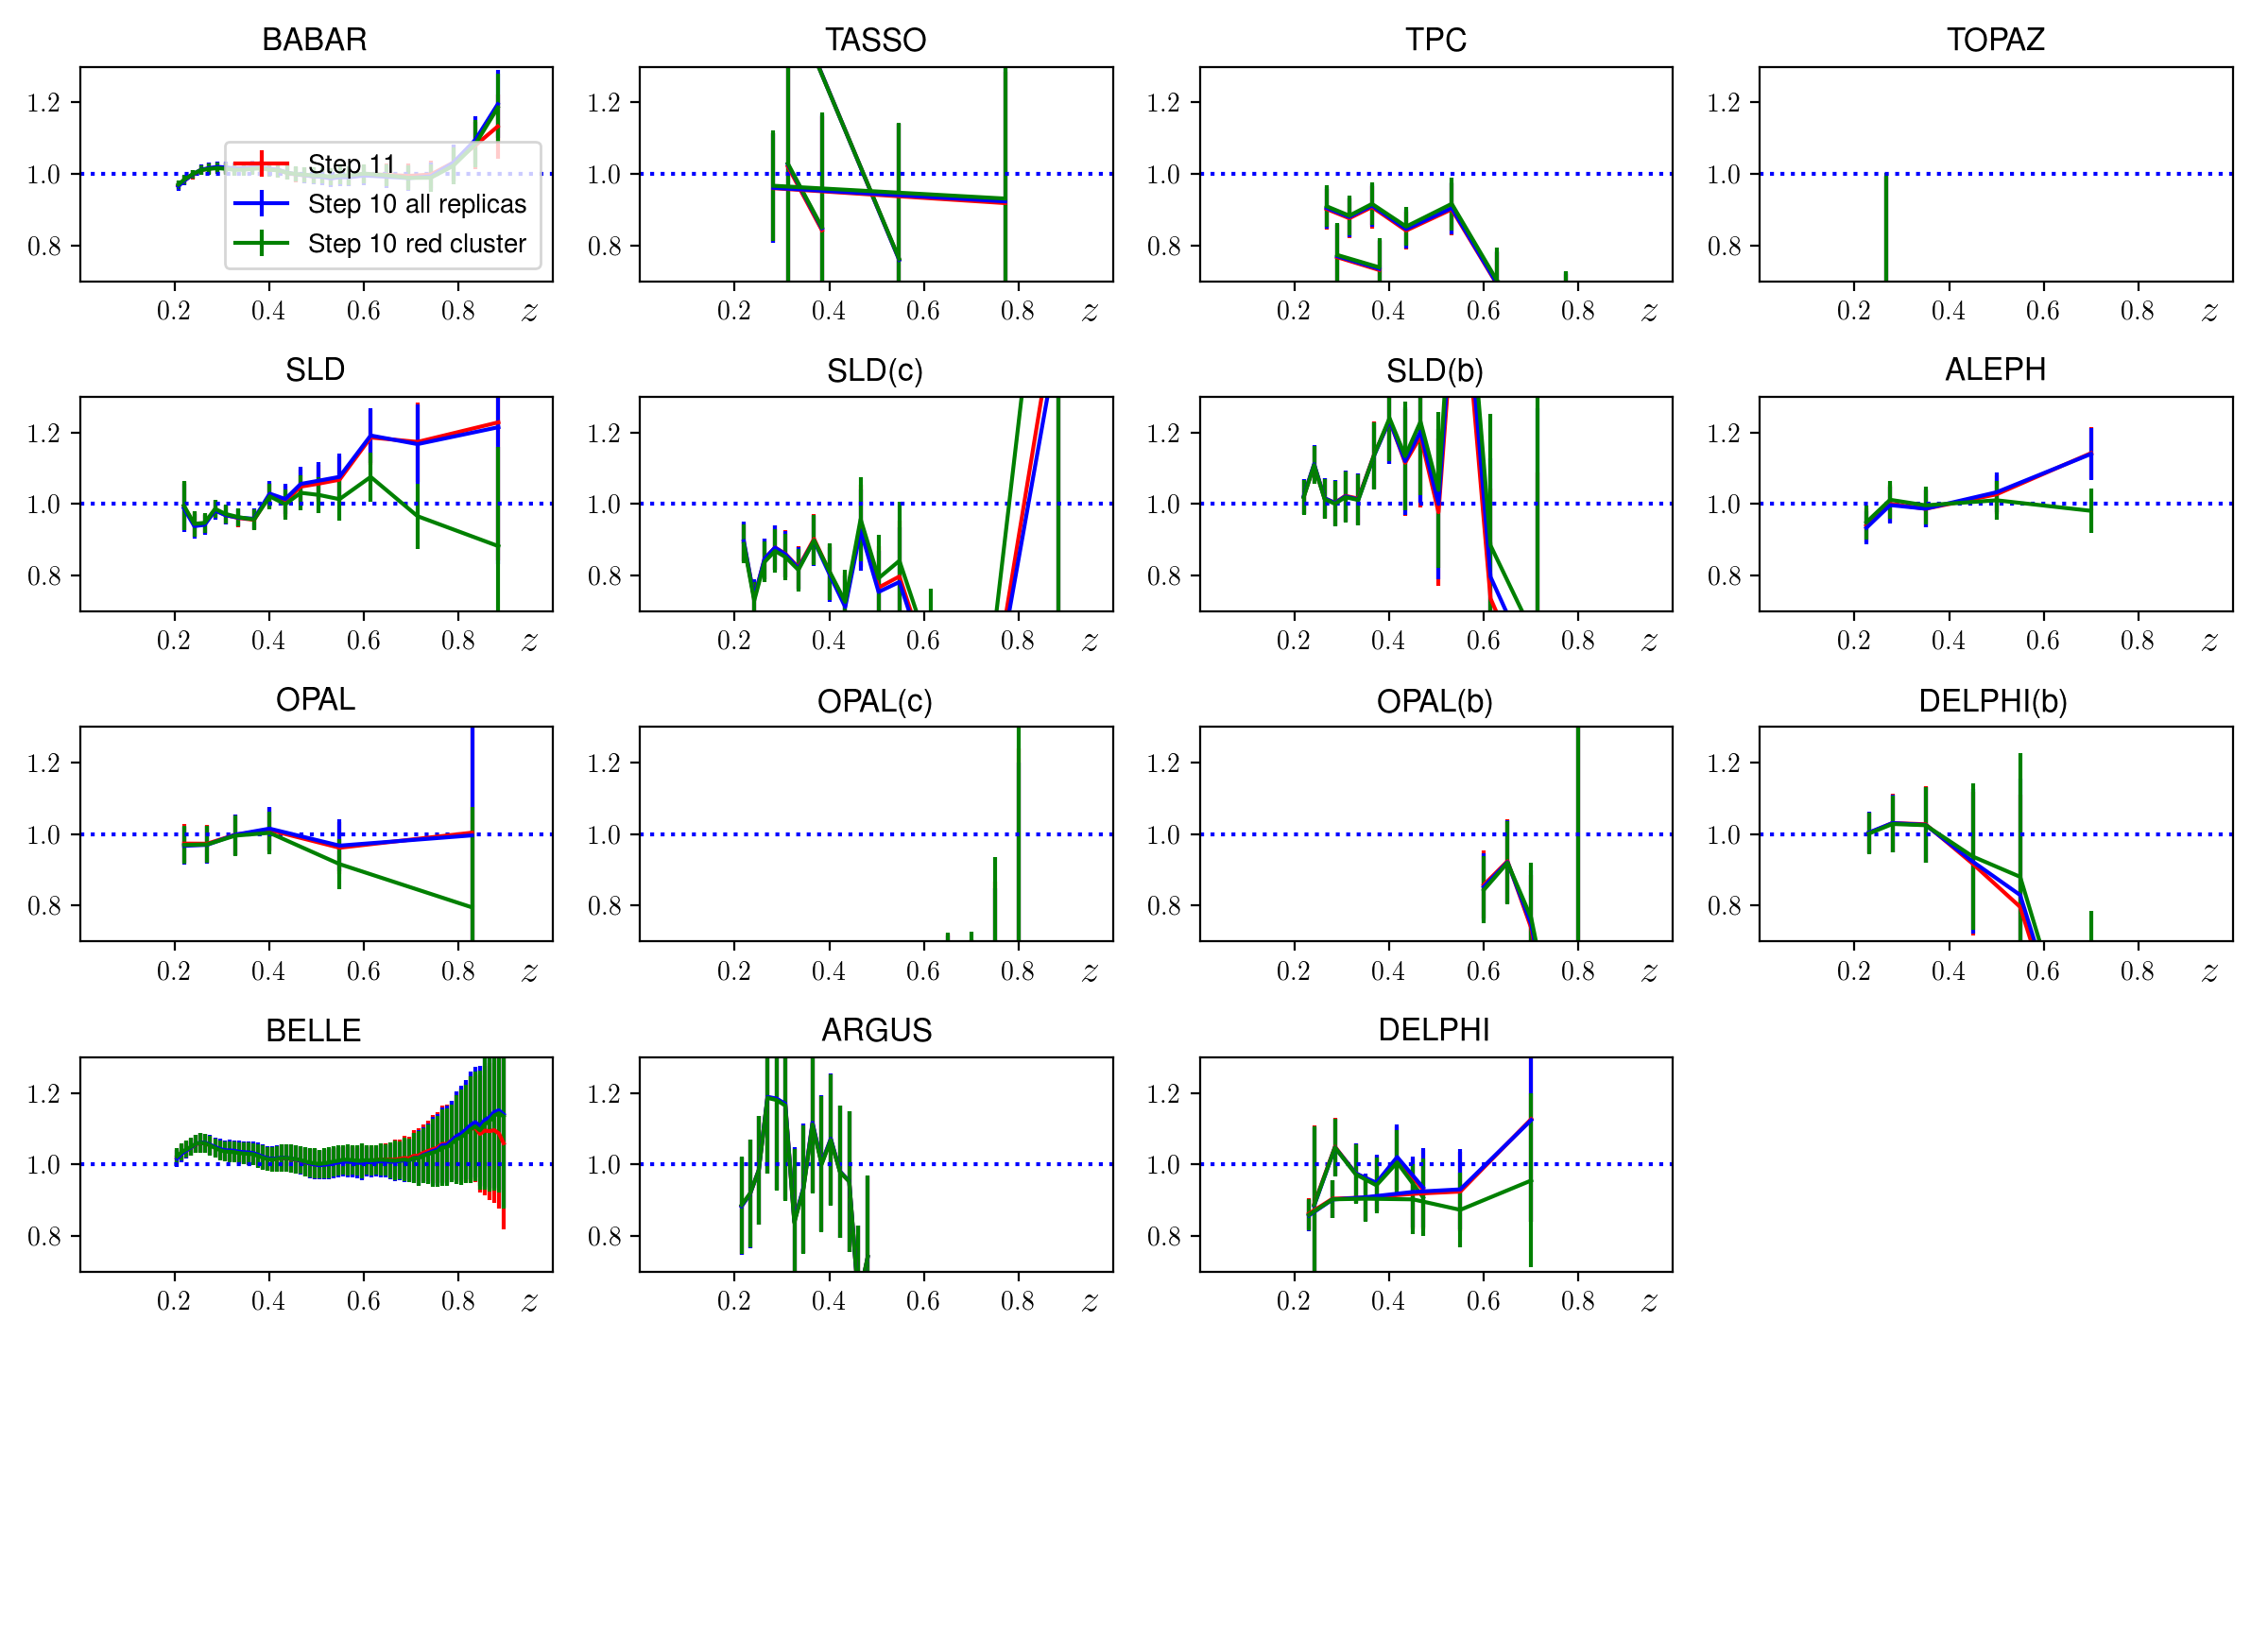 BABAR TASSO TPC TOPAZ
1.2 1.2 1.2 1.2
1.0 1.0 1.0 1.0
0.8 0.8 0.8 0.8
Step 11
Step 10 all replicas
Step 10 red cluster
0.2 0.4 0.6 0.8 z 0.2 0.4 0.6 0.8 z 0.2 0.4 0.6 0.8 z 0.2 0.4 0.6 0.8 z
SLD SLD(c) SLD(b) ALEPH
1.2 1.2 1.2 1.2
1.0 1.0 1.0 1.0
0.8 0.8 0.8 0.8
0.2 0.4 0.6 0.8 z 0.2 0.4 0.6 0.8 z 0.2 0.4 0.6 0.8 z 0.2 0.4 0.6 0.8 z
OPAL OPAL(c) OPAL(b) DELPHI(b)
1.2 1.2 1.2 1.2
1.0 1.0 1.0 1.0
0.8 0.8 0.8 0.8
0.2 0.4 0.6 0.8 z 0.2 0.4 0.6 0.8 z 0.2 0.4 0.6 0.8 z 0.2 0.4 0.6 0.8 z
BELLE ARGUS DELPHI
1.2 1.2 1.2
1.0 1.0 1.0
0.8 0.8 0.8
0.2 0.4 0.6 0.8 z 0.2 0.4 0.6 0.8 z 0.2 0.4 0.6 0.8 z